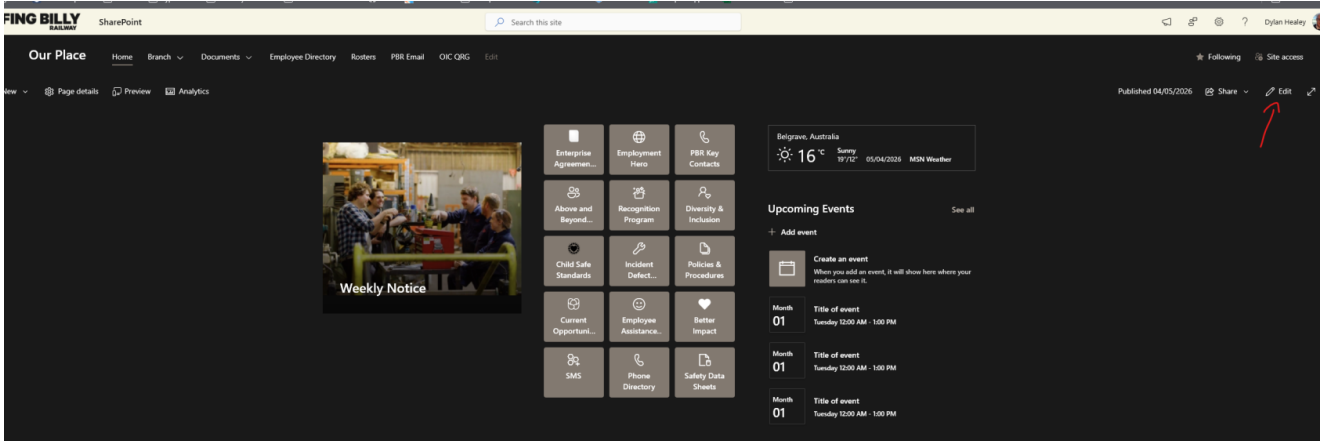 FING BILLY
RAILWAY
SharePoint
Search this site
?
Dylan Healey
Our Place
Home
Branch
Documents
Employee Directory
Rosters
PBR Email
OIC QRG
Edit
Following
Site access
New
Page details
Preview
Analytics
Published 04/05/2026
Share
Edit
Weekly Notice
Enterprise
Agreemen...
Employment
Hero
PBR Key
Contacts
Above and
Beyond...
Recognition
Program
Diversity &
Inclusion
Child Safe
Standards
Incident
Defect...
Policies &
Procedures
Current
Opportuni...
Employee
Assistance...
Better
Impact
SMS
Phone
Directory
Safety Data
Sheets
Belgrave, Australia
16 °C
Sunny
19°/12° 05/04/2026 MSN Weather
Upcoming Events
See all
+ Add event
Create an event
When you add an event, it will show here where your
readers can see it.
Month
01
Title of event
Tuesday 12:00 AM - 1:00 PM
Month
01
Title of event
Tuesday 12:00 AM - 1:00 PM
Month
01
Title of event
Tuesday 12:00 AM - 1:00 PM